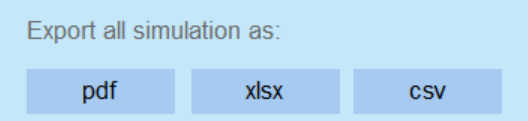 Export all simulation as:
pdf xlsx csv